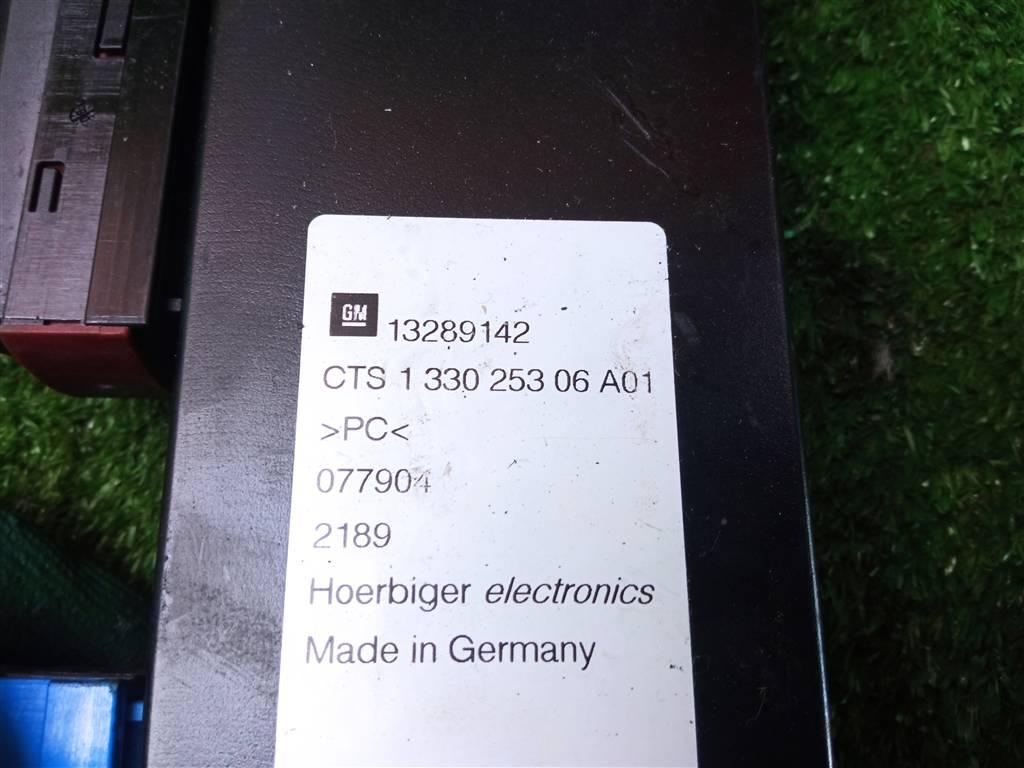 GM 13289142
CTS 1 330 253 06 A01
>PC<
077904
2189
Hoerbiger electronics
Made in Germany